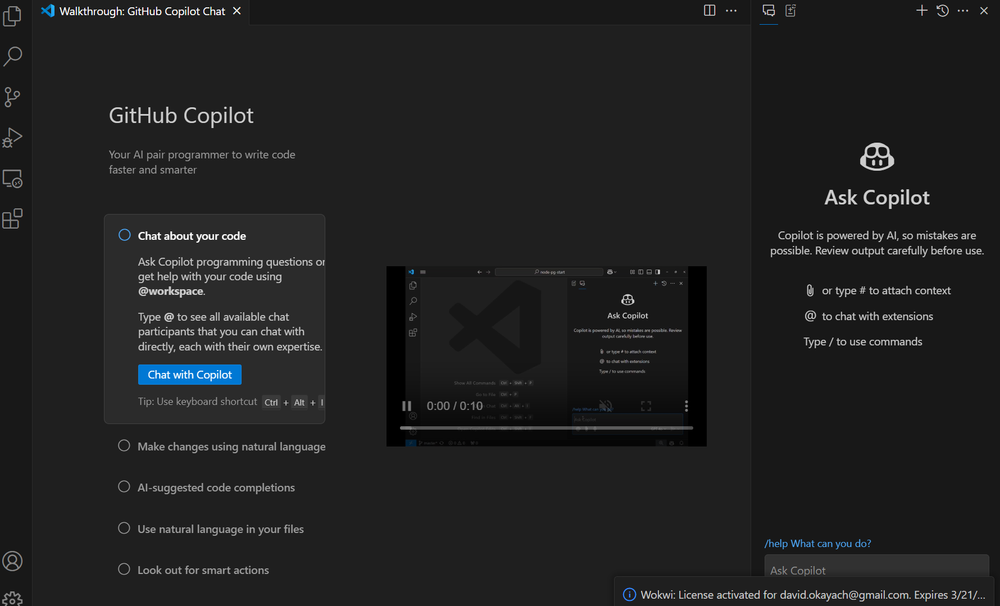 Walkthrough: GitHub Copilot Chat
GitHub Copilot
Your AI pair programmer to write code
faster and smarter
Chat about your code
Ask Copilot programming questions or
get help with your code using
@workspace.
Type @ to see all available chat
participants that you can chat with
directly, each with their own expertise.
Chat with Copilot
Tip: Use keyboard shortcut Ctrl + Alt + I
Make changes using natural language
AI-suggested code completions
Use natural language in your files
Look out for smart actions
node-pg-start
Ask Copilot
Copilot is powered by AI, so mistakes are possible. Review
output carefully before use.
or type # to attach context
@ to chat with extensions
Type / to use commands
Show All Commands Ctrl + Shift + P
Go to File Ctrl + P
Chat Ctrl + Alt + I
Find in Files Ctrl + Shift + F
/help What can you do?
Ask Copilot
0:00 / 0:10
master*
0 0
0
Ask Copilot
Copilot is powered by AI, so mistakes are
possible. Review output carefully before use.
or type # to attach context
@ to chat with extensions
Type / to use commands
/help What can you do?
Ask Copilot
Wokwi: License activated for david.okayach@gmail.com. Expires 3/21/...